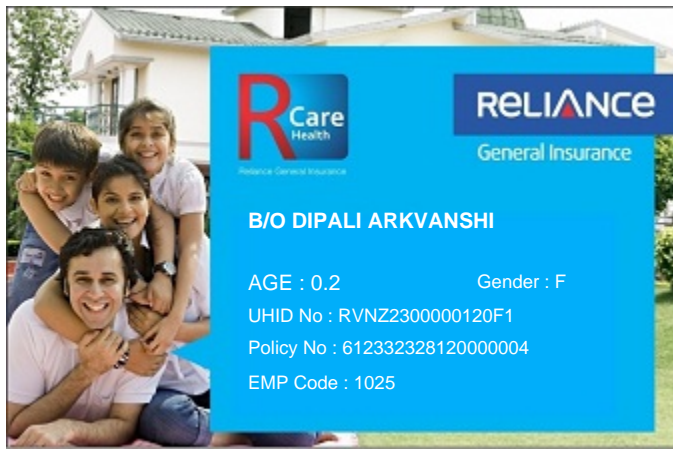 R Care
Health
Reliance General Insurance
RELIANCE
General Insurance
B/O DIPALI ARKVANSHI
AGE : 0.2 Gender : F
UHID No : RVNZ2300000120F1
Policy No : 612332328120000004
EMP Code : 1025